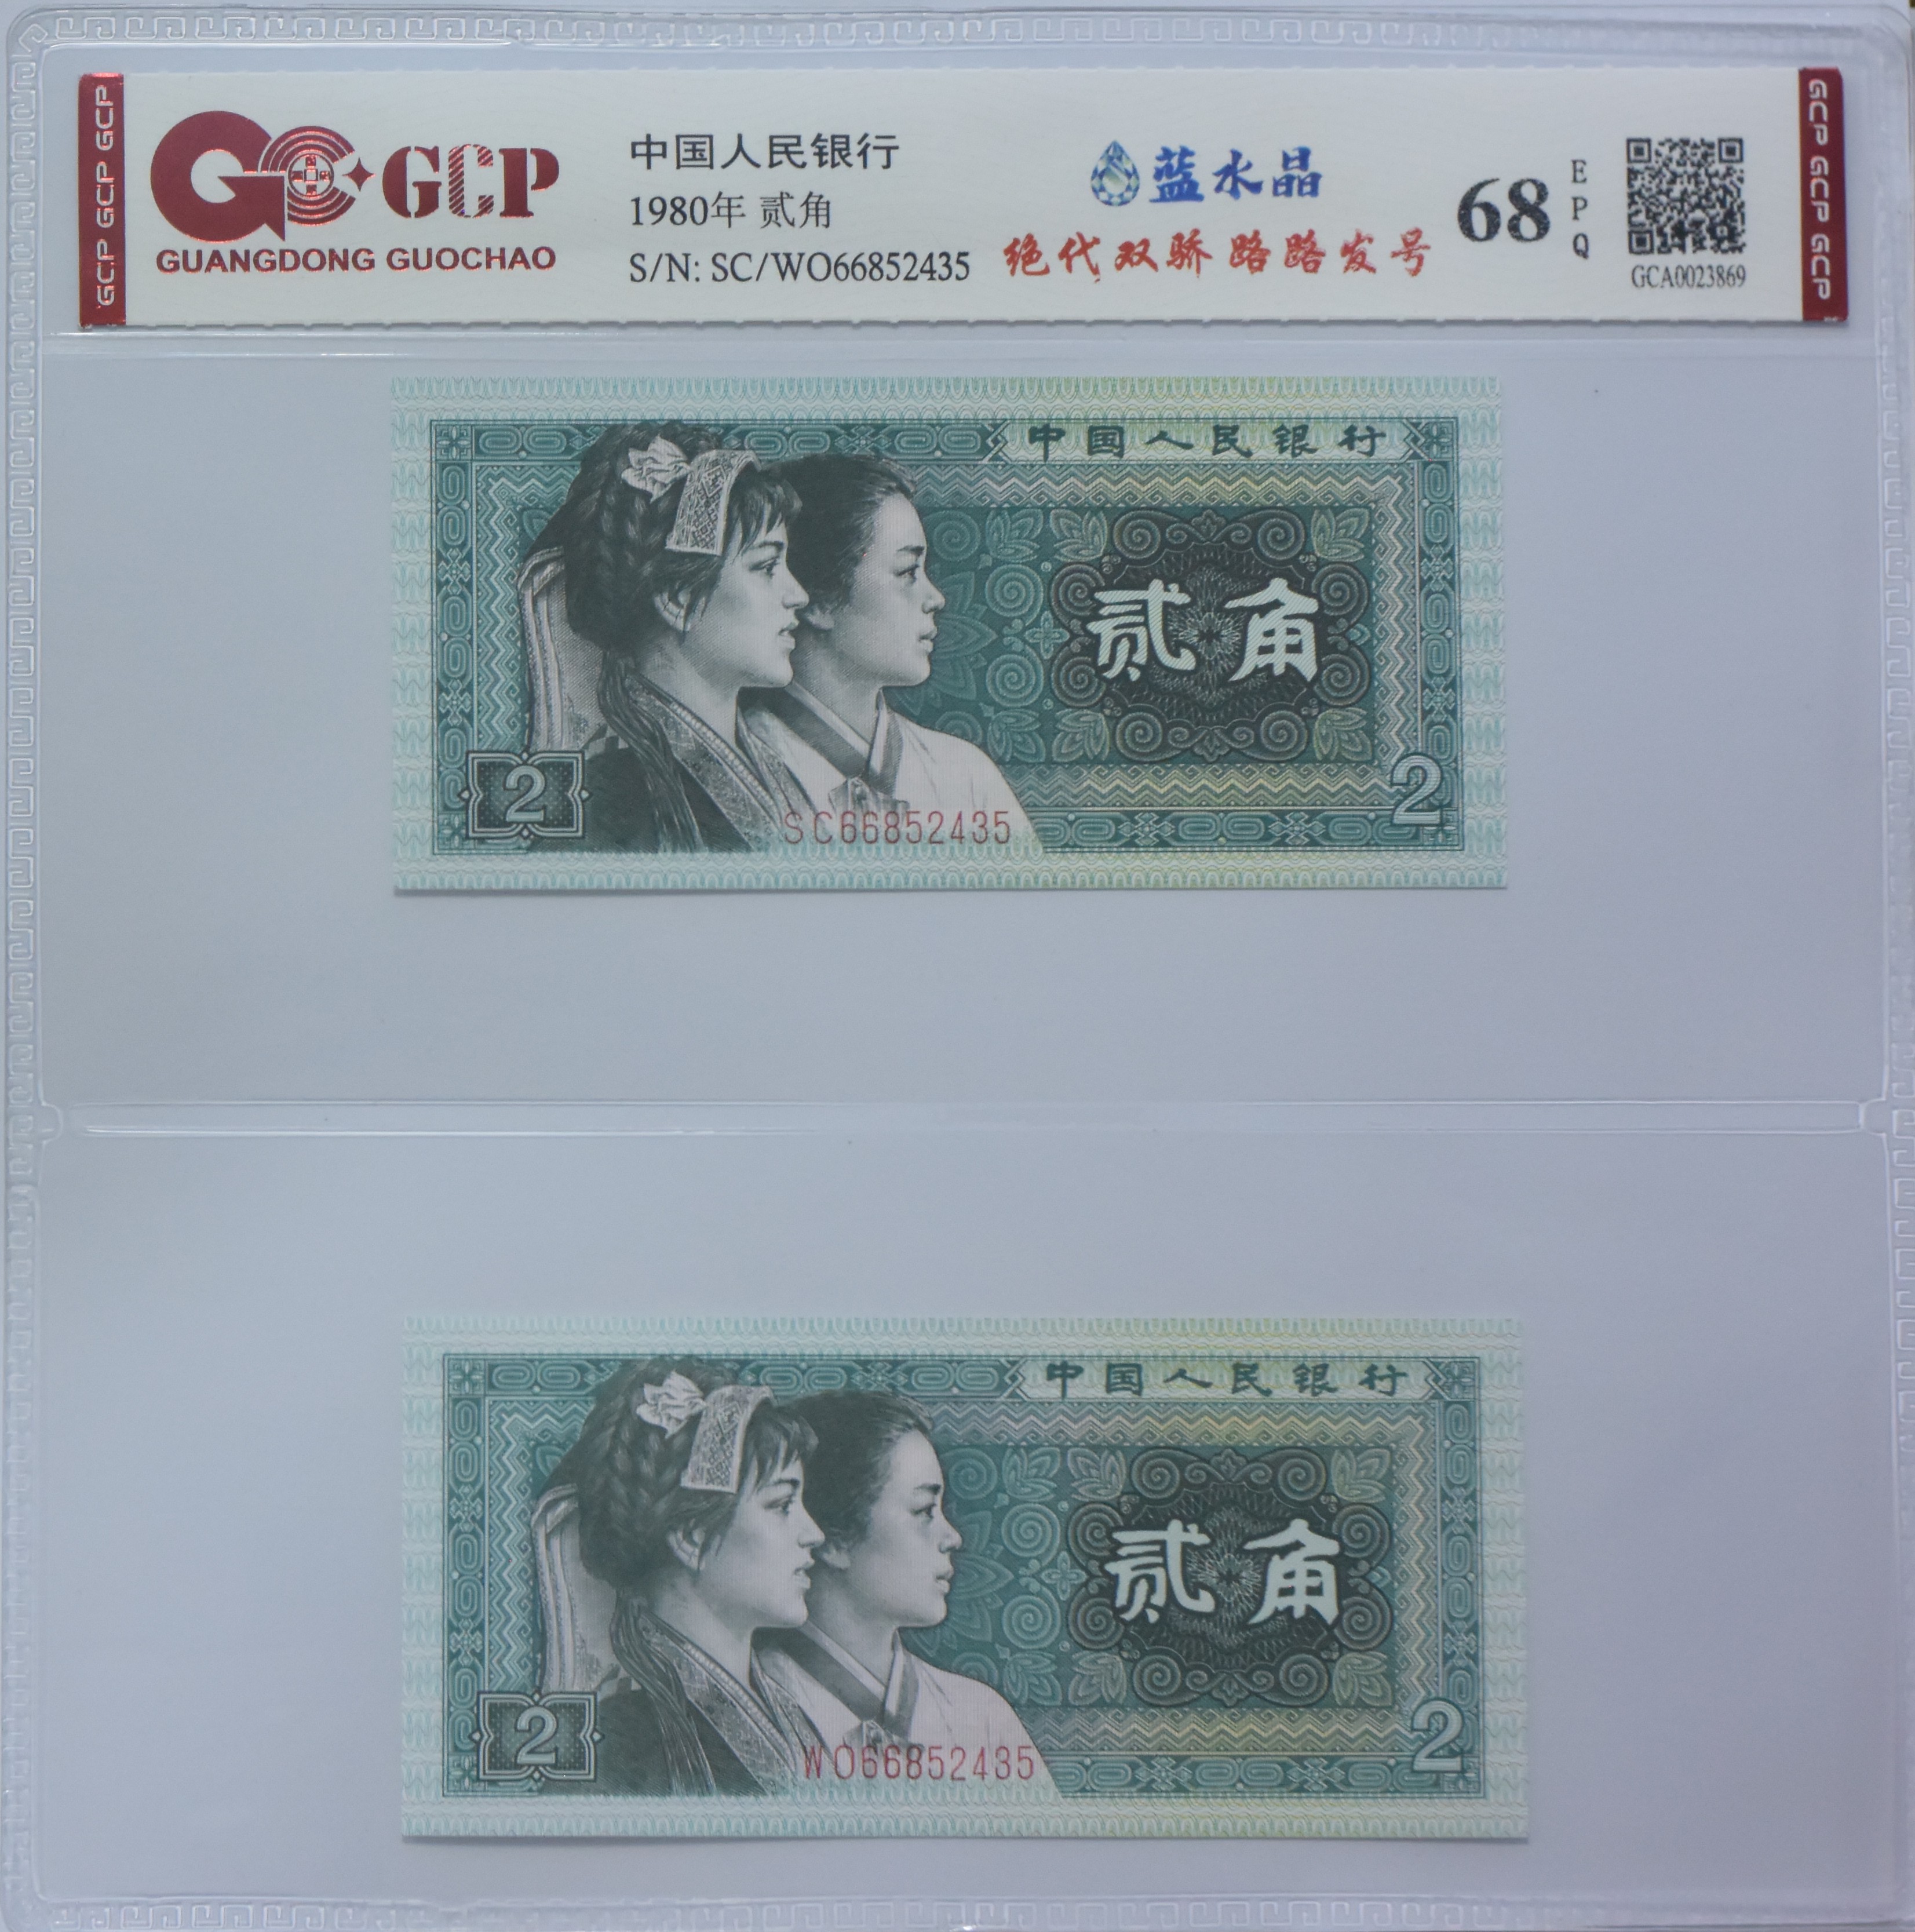 GCP GCP GCP
GCP
GUANGDONG GUOCHAO
中国人民银行
1980年 贰角
S/N: SC/WO66852435
蓝水晶
绝代双骄 路路发号
68
EPQ
GCA0023869
GCP GCP GCP
中国人民银行
贰角
2
2
SC66852435
中国人民银行
贰角
2
2
WO66852435